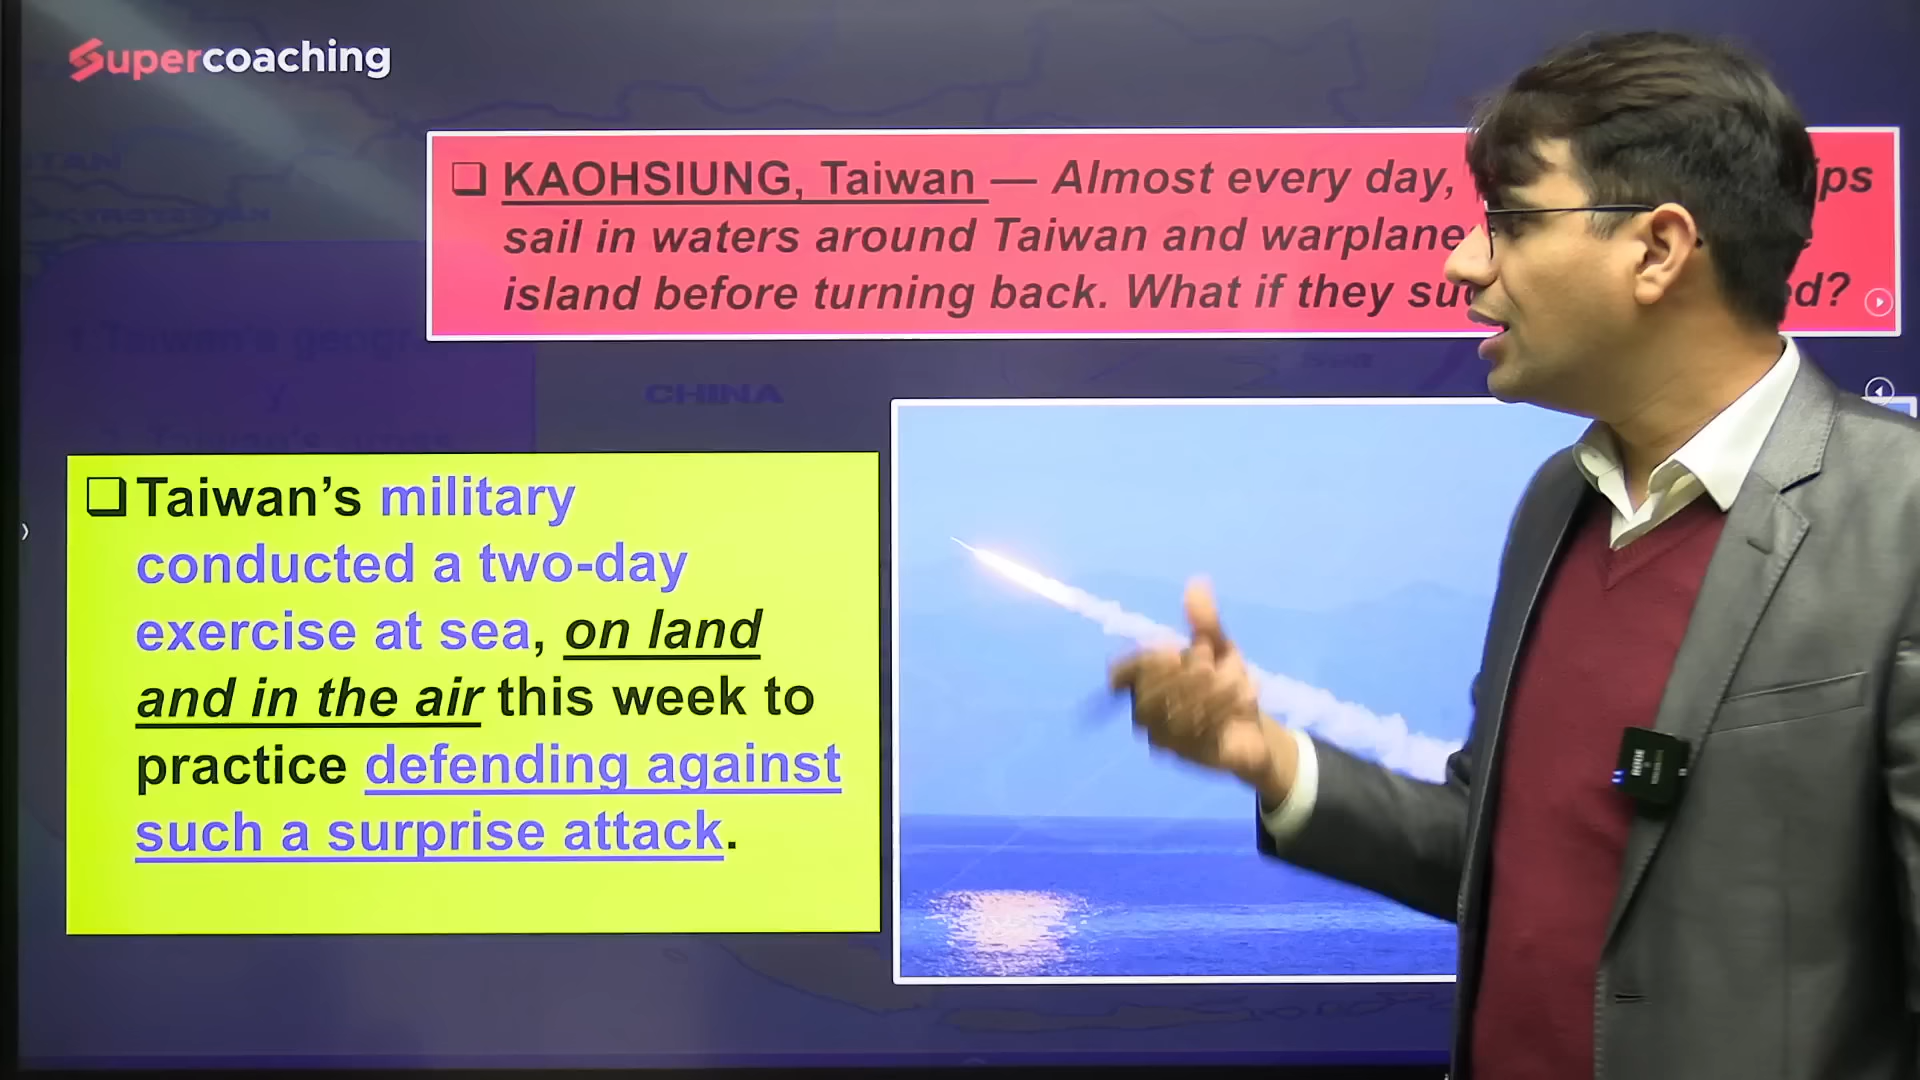 Supercoaching
❑ KAOHSIUNG, Taiwan — Almost every day,
sail in waters around Taiwan and
island before turning back. What if they
❑ Taiwan's military
conducted a two-day
exercise at sea, on land
and in the air this week to
practice defending against
such a surprise attack.
CHINA
RODE